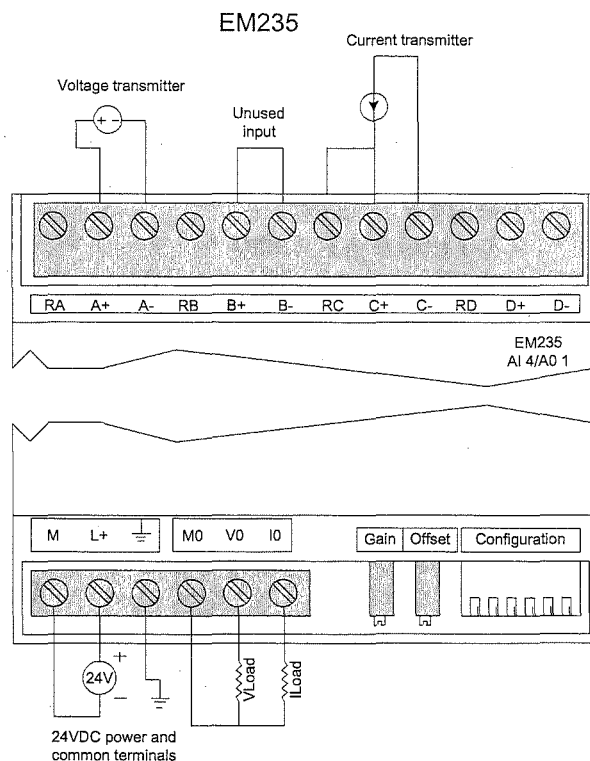 EM235
Current transmitter
Voltage transmitter
Unused
input
+ -
RA A+ A- RB B+ B- RC C+ C- RD D+ D-
EM235
AI 4/A0 1
M L+ M0 V0 I0
Gain Offset Configuration
+
24V
-
VLoad
ILoad
24VDC power and
common terminals